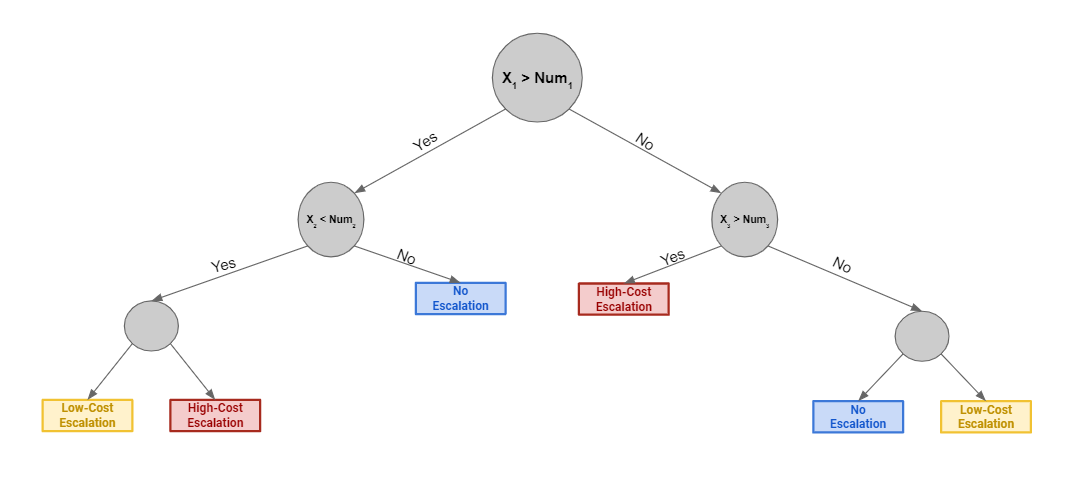 X₁ > Num₁
Yes
No
X₂ < Num₂
X₃ > Num₃
Yes
No
Yes
No
No
Escalation
High-Cost
Escalation
Low-Cost
Escalation
High-Cost
Escalation
No
Escalation
Low-Cost
Escalation